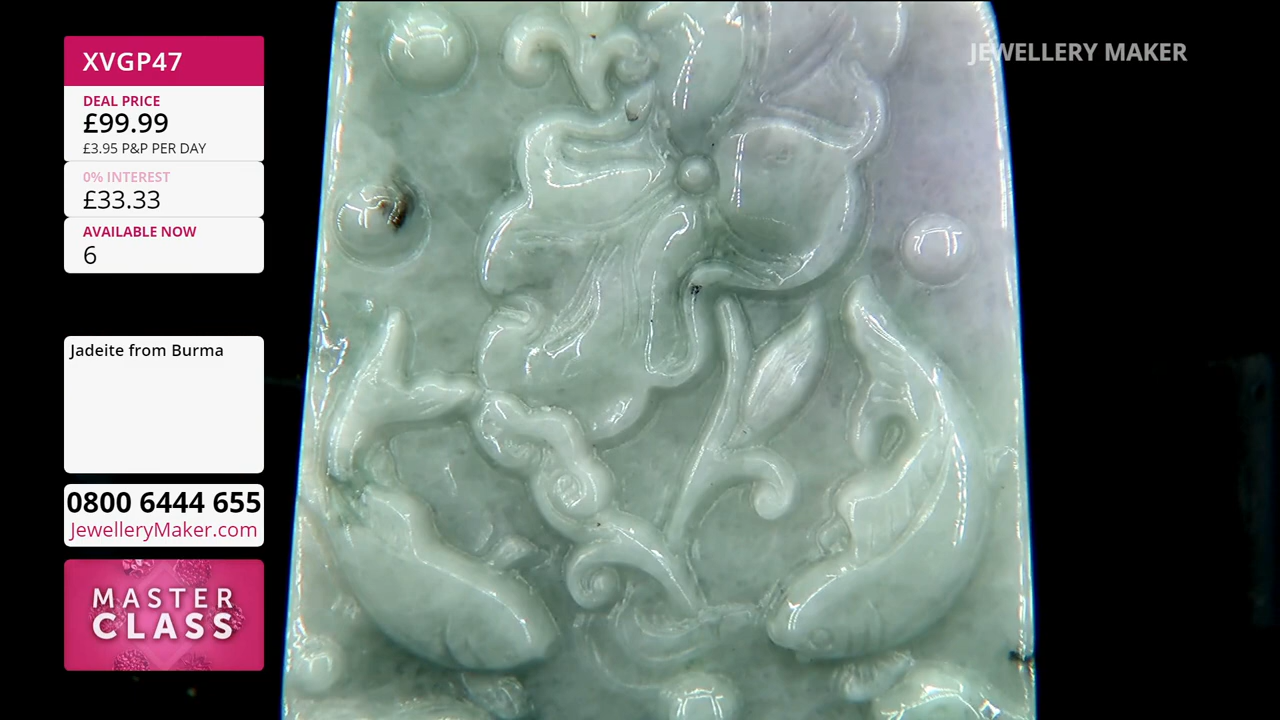 XVGP47
DEAL PRICE
£99.99
£3.95 P&P PER DAY
0% INTEREST
£33.33
AVAILABLE NOW
6
Jadeite from Burma
0800 6444 655
JewelleryMaker.com
MASTER
CLASS
JEWELLERY MAKER